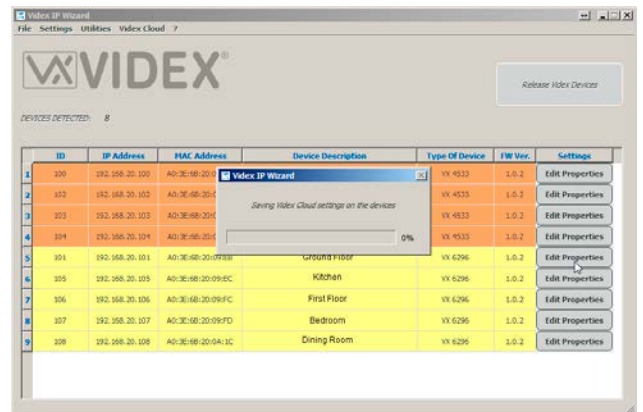 Videx IP Wizard
File Settings Utilities Videx Cloud ?
VIDEX®
Release Videx Devices
DEVICES DETECTED: 8
ID IP Address MAC Address Device Description Type Of Device FW Ver. Settings
1 100 192.168.20.100 VX 4533 1.0.2 Edit Properties
Videx IP Wizard
2 102 192.168.20.102 VX 4533 1.0.2 Edit Properties
Saving Videx Cloud settings on the devices
3 103 192.168.20.103 VX 4533 1.0.2 Edit Properties
4 104 192.168.20.104 VX 4533 1.0.2 Edit Properties
0%
5 101 192.168.20.101 Ground Floor VX 6296 1.0.2 Edit Properties
6 105 192.168.20.105 A0:3E:6B:20:09:EC Kitchen VX 6296 1.0.2 Edit Properties
7 106 192.168.20.106 A0:3E:6B:20:09:FC First Floor VX 6296 1.0.2 Edit Properties
8 107 192.168.20.107 A0:3E:6B:20:09:FD Bedroom VX 6296 1.0.2 Edit Properties
9 108 192.168.20.108 A0:3E:6B:20:0A:1C Dining Room VX 6296 1.0.2 Edit Properties